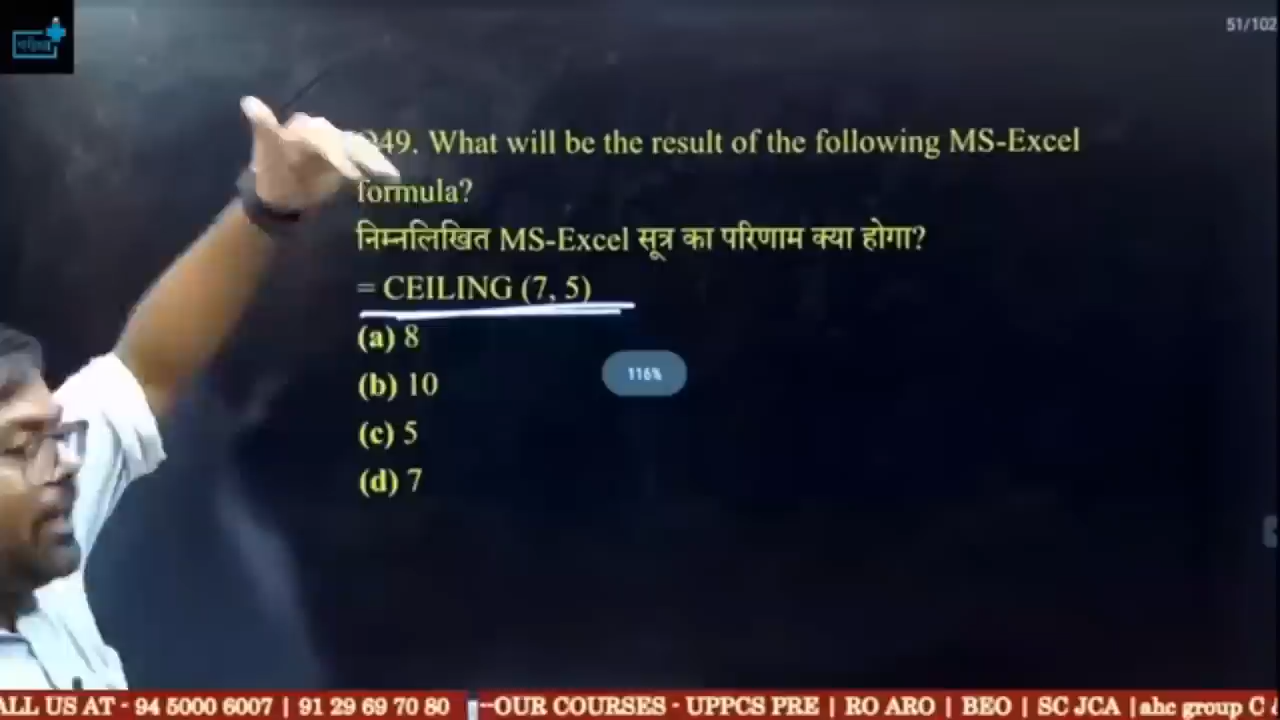 51/102
Q49. What will be the result of the following MS-Excel
formula?
निम्नलिखित MS-Excel सूत्र का परिणाम क्या होगा?
= CEILING (7, 5)
(a) 8
116%
(b) 10
(c) 5
(d) 7
ALL US AT - 94 5000 6007 | 91 29 69 70 80 OUR COURSES - UPPCS PRE | RO ARO | BEO | SC JCA | ahc group C